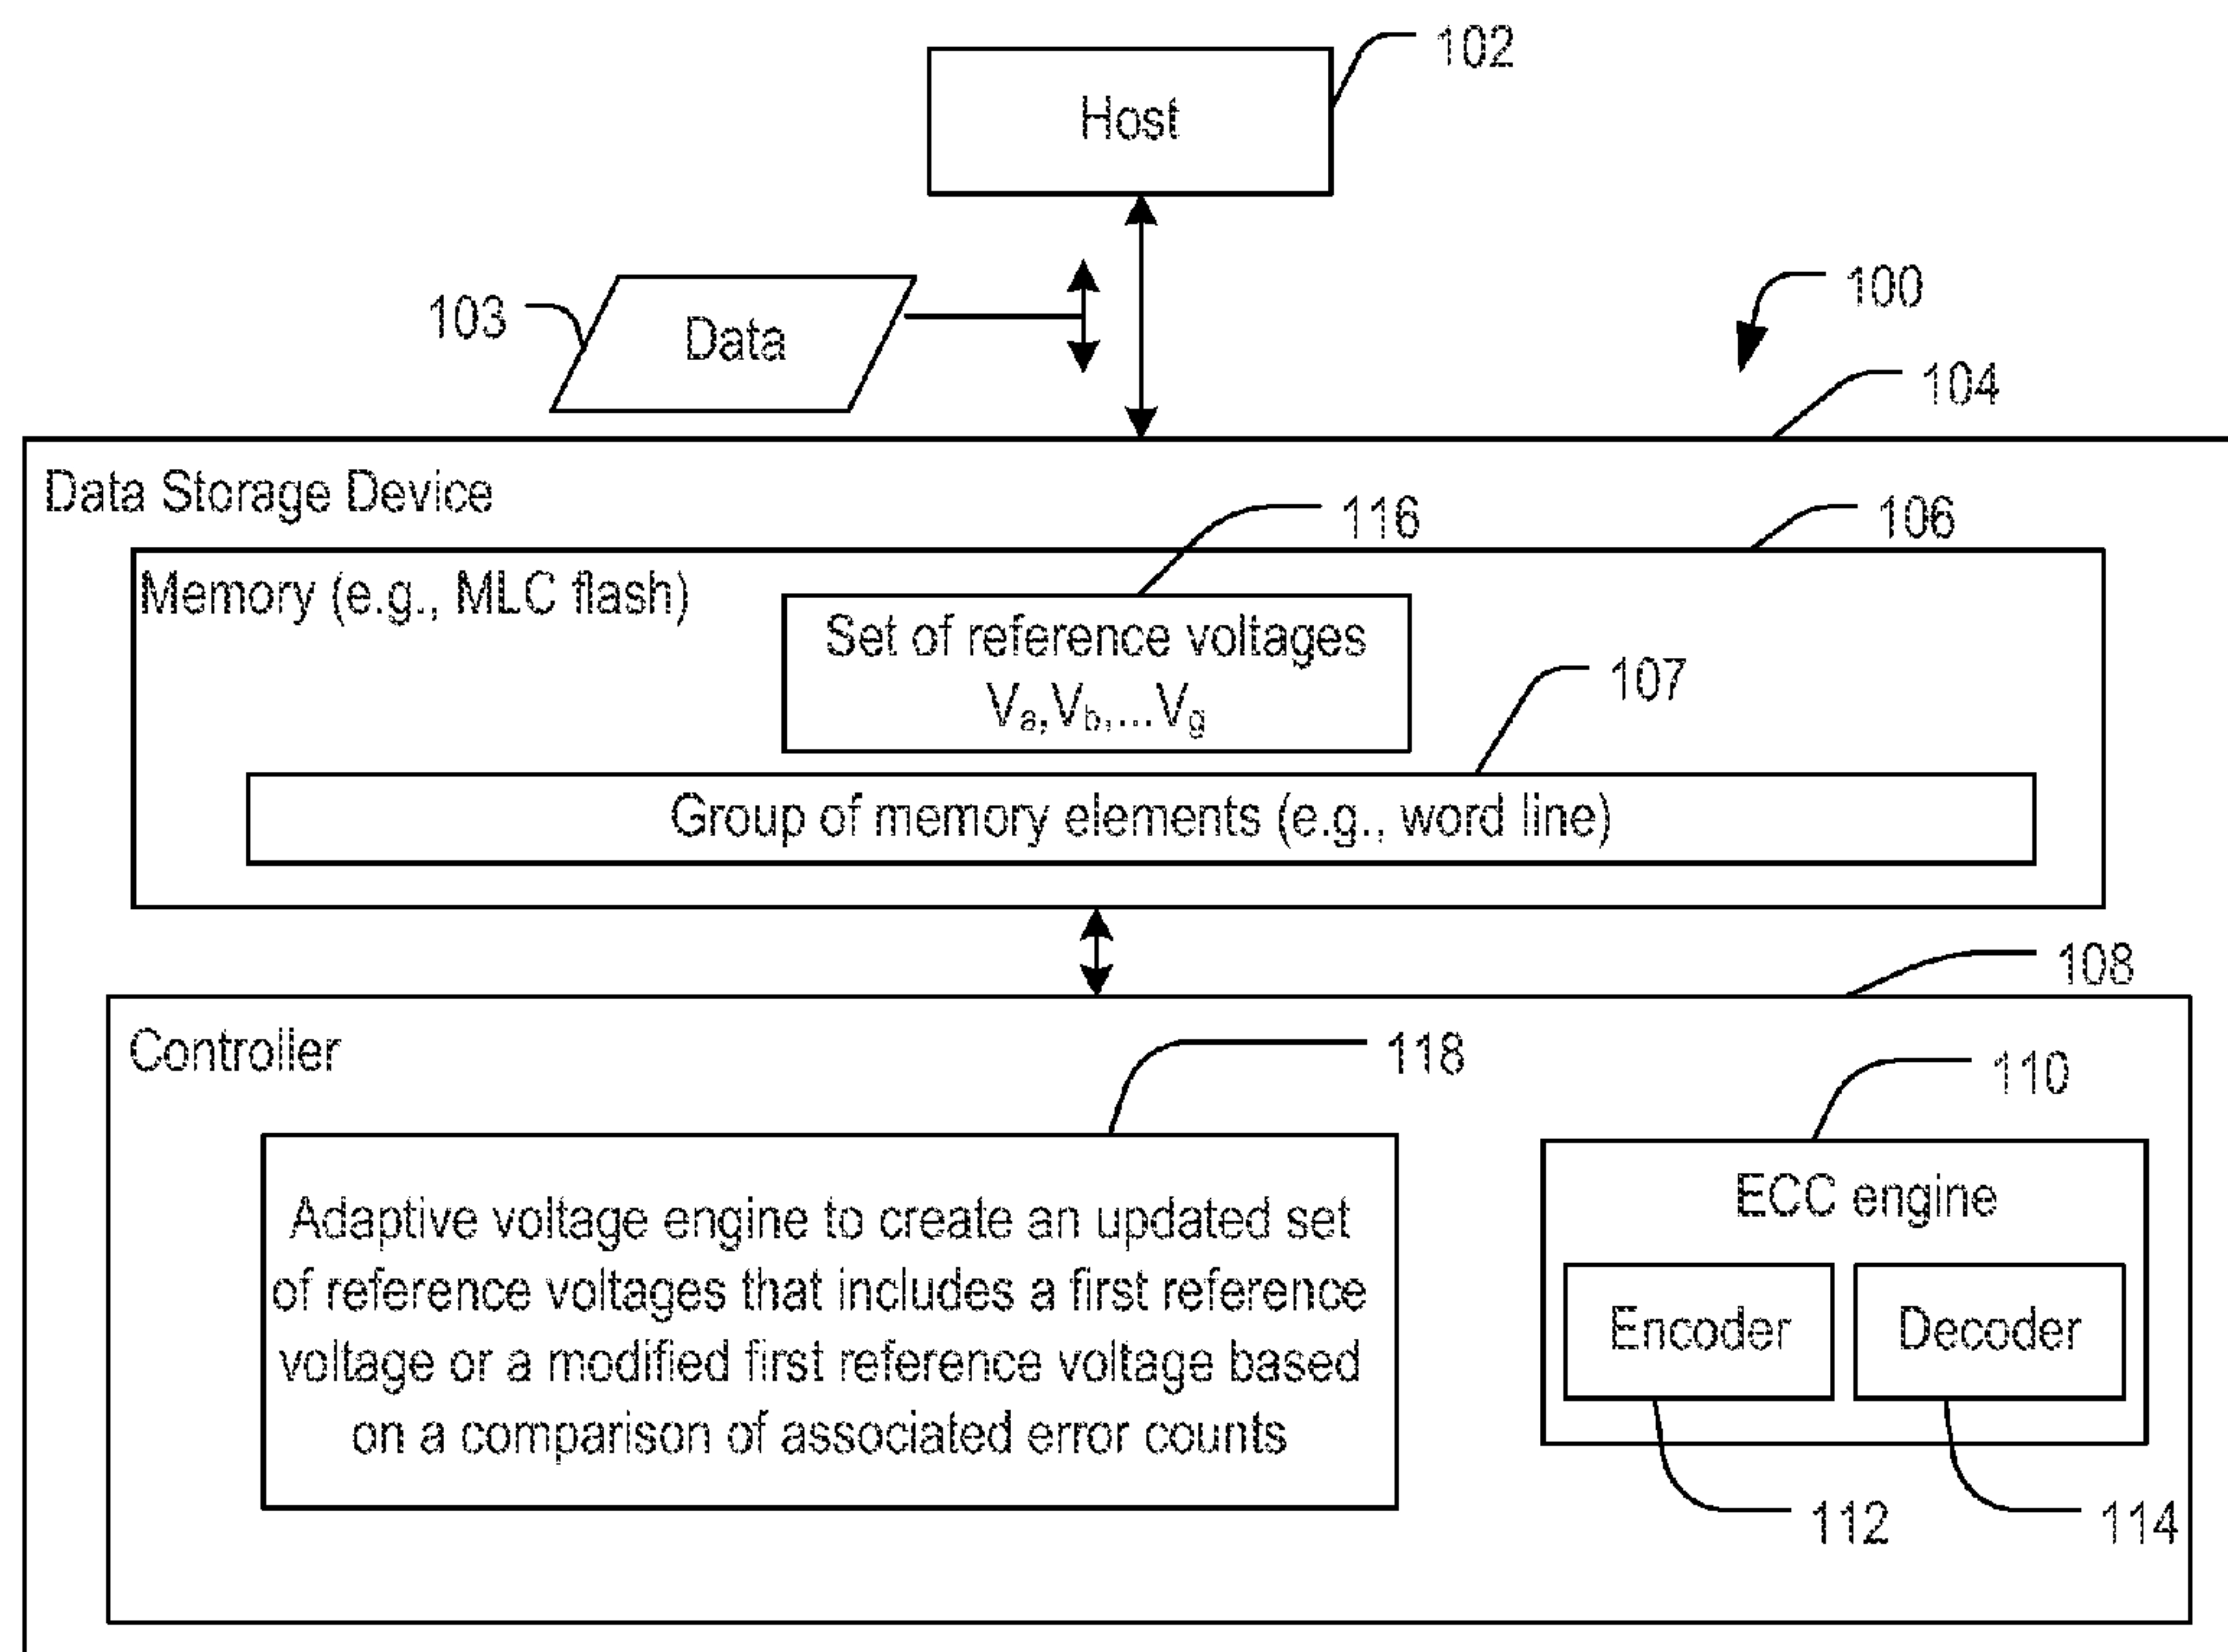 102
Host
100
103
Data
104
Data Storage Device
116
106
Memory (e.g., MLC flash)
Set of reference voltages
Va,Vb,...Vg
107
Group of memory elements (e.g., word line)
108
Controller
118
110
ECC engine
Adaptive voltage engine to create an updated set
of reference voltages that includes a first reference
voltage or a modified first reference voltage based
on a comparison of associated error counts
Encoder
Decoder
112
114